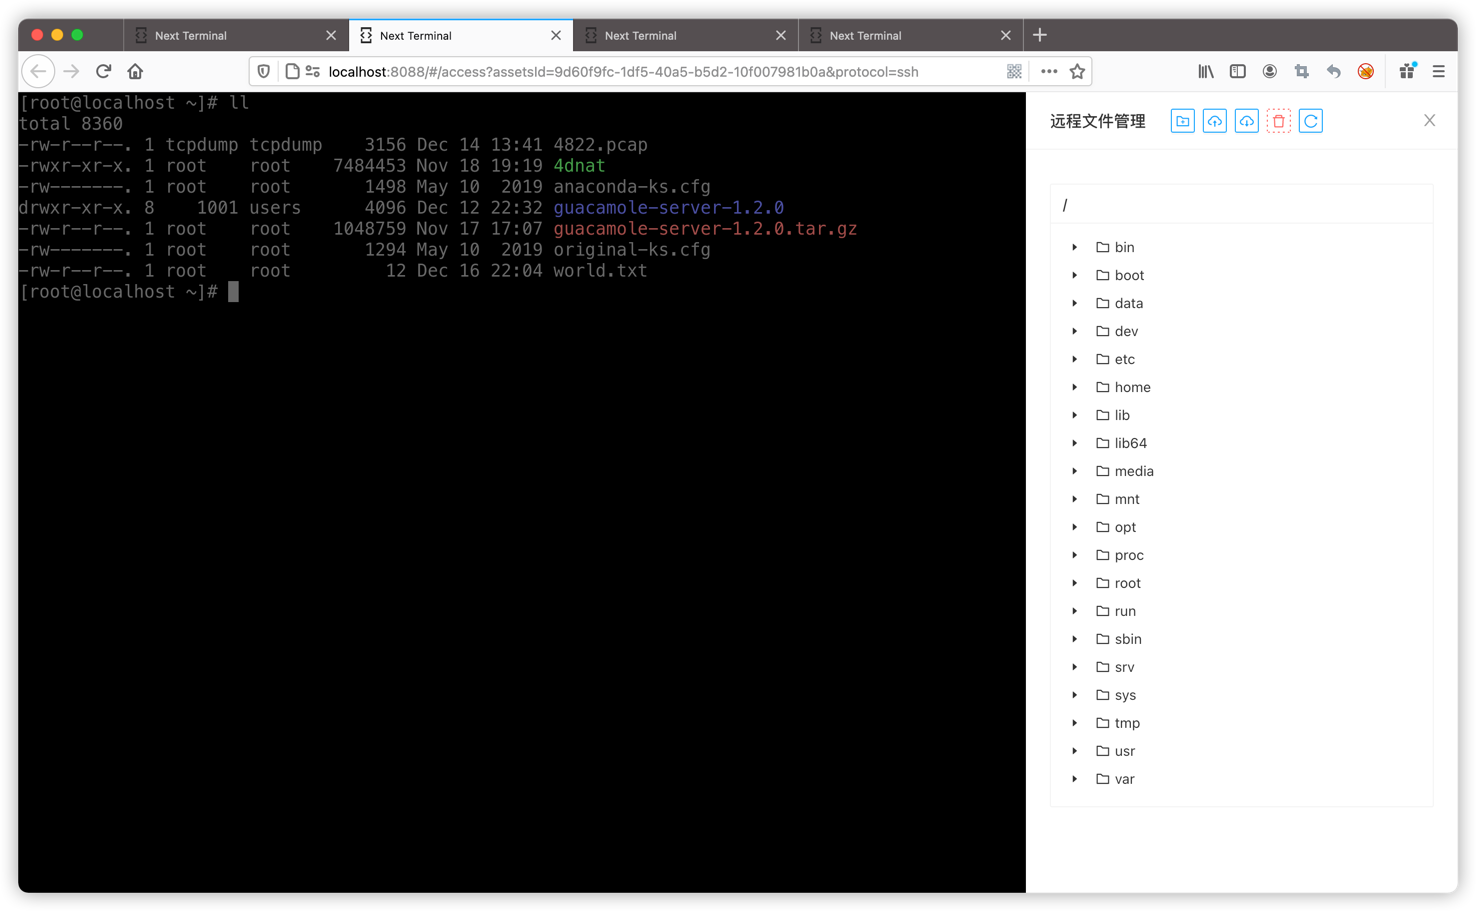 Next Terminal
Next Terminal
Next Terminal
Next Terminal
localhost:8088/#/access?assetsId=9d60f9fc-1df5-40a5-b5d2-10f007981b0a&protocol=ssh
[root@localhost ~]# ll
total 8360
-rw-r--r--. 1 tcpdump tcpdump    3156 Dec 14 13:41 4822.pcap
-rwxr-xr-x. 1 root    root    7484453 Nov 18 19:19 4dnat
-rw-------. 1 root    root       1498 May 10  2019 anaconda-ks.cfg
drwxr-xr-x. 8    1001 users      4096 Dec 12 22:32 guacamole-server-1.2.0
-rw-r--r--. 1 root    root    1048759 Nov 17 17:07 guacamole-server-1.2.0.tar.gz
-rw-------. 1 root    root       1294 May 10  2019 original-ks.cfg
-rw-r--r--. 1 root    root         12 Dec 16 22:04 world.txt
[root@localhost ~]#
远程文件管理
/
bin
boot
data
dev
etc
home
lib
lib64
media
mnt
opt
proc
root
run
sbin
srv
sys
tmp
usr
var